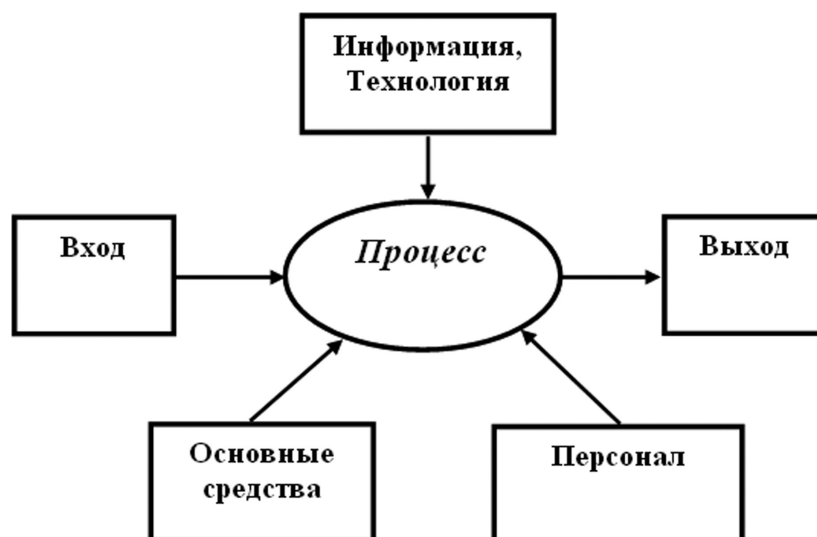 Информация,
Технология
Вход
Процесс
Выход
Основные
средства
Персонал